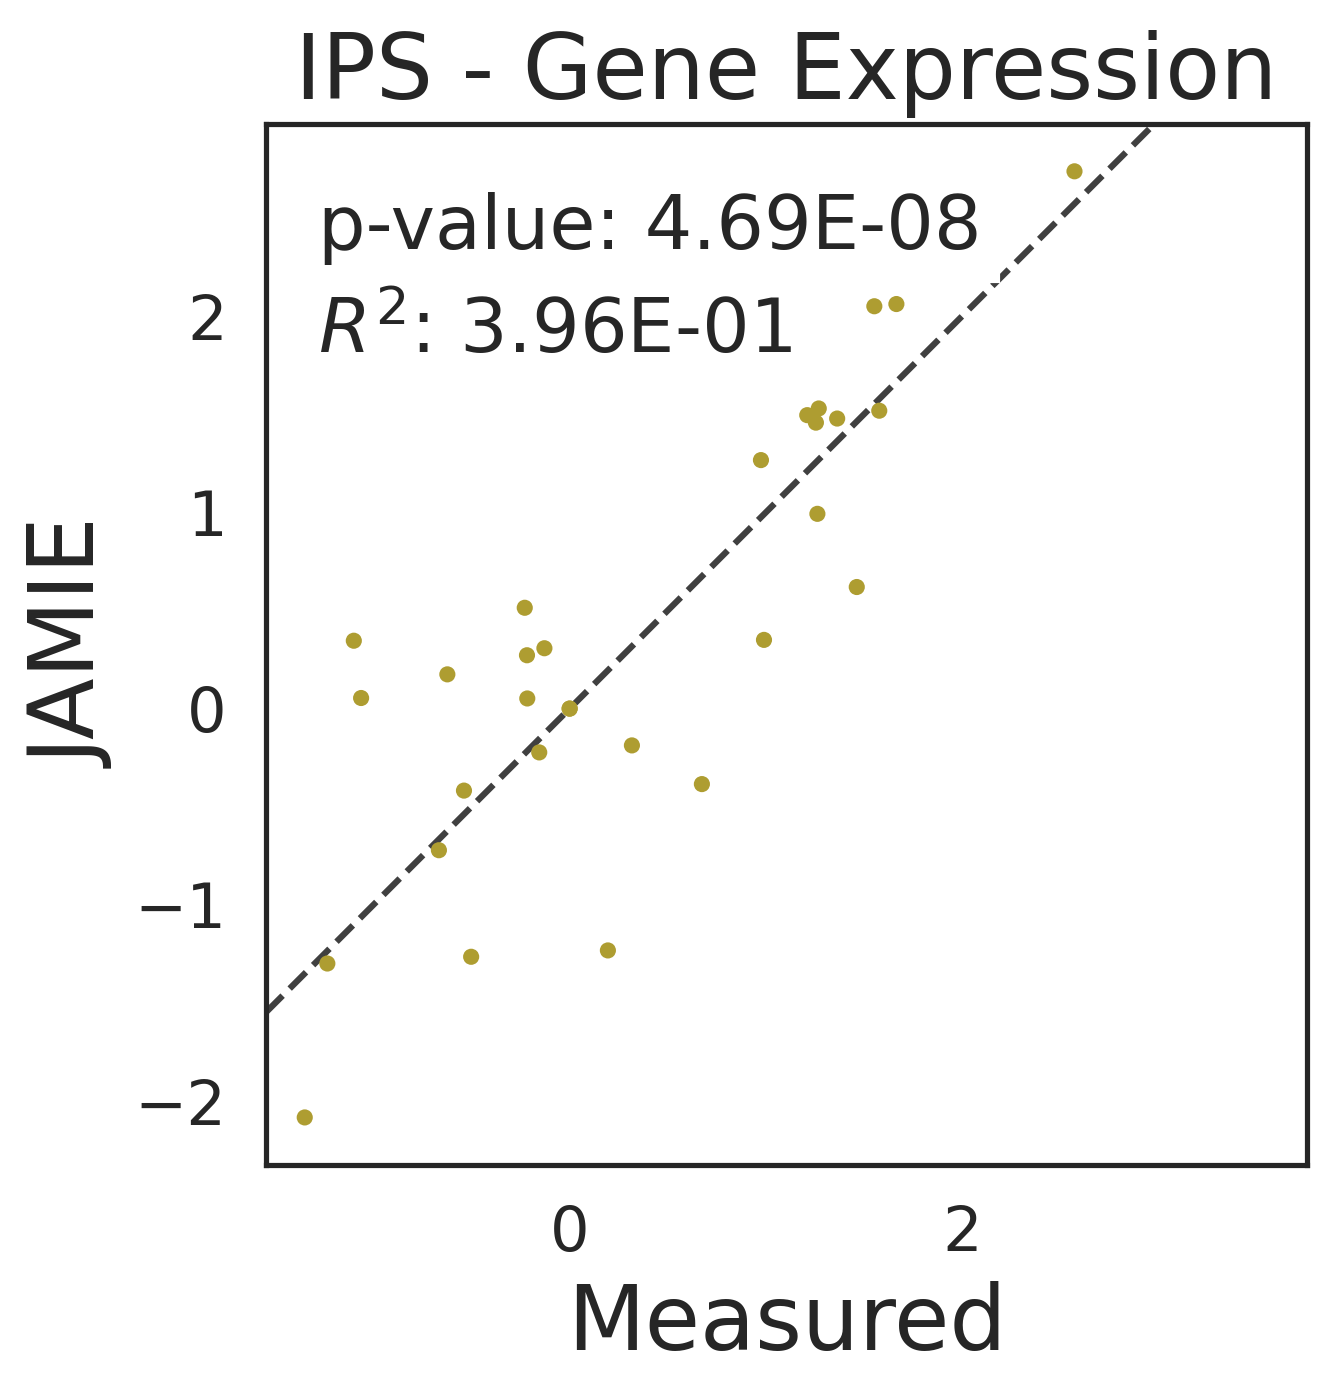 IPS - Gene Expression
p-value: 4.69E-08
R²: 3.96E-01
2
1
0
−1
−2
JAMIE
0
2
Measured